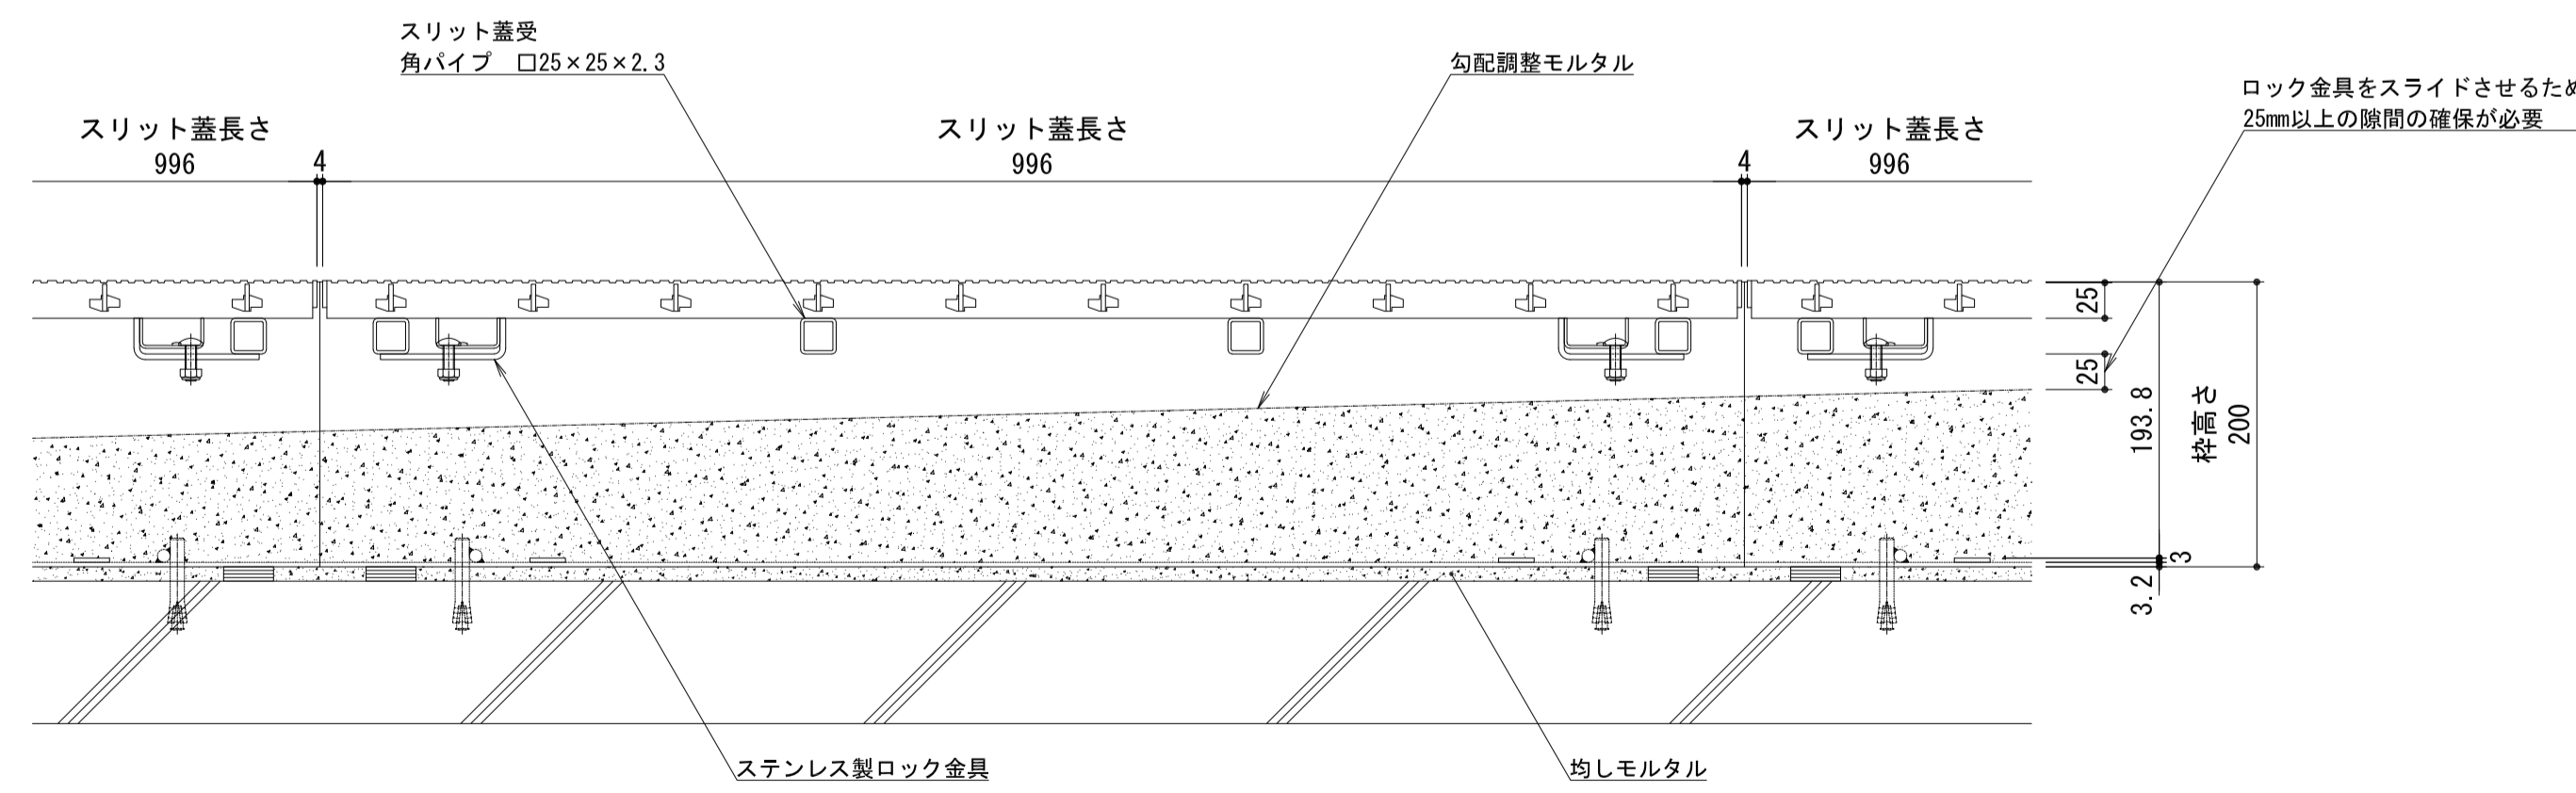 スリット蓋受
角パイプ　□25×25×2.3
勾配調整モルタル
ロック金具をスライドさせるため
25mm以上の隙間の確保が必要
スリット蓋長さ
996
4
スリット蓋長さ
996
4
スリット蓋長さ
996
25
25
193.8
枠高さ
200
3
3.2
ステンレス製ロック金具
均しモルタル